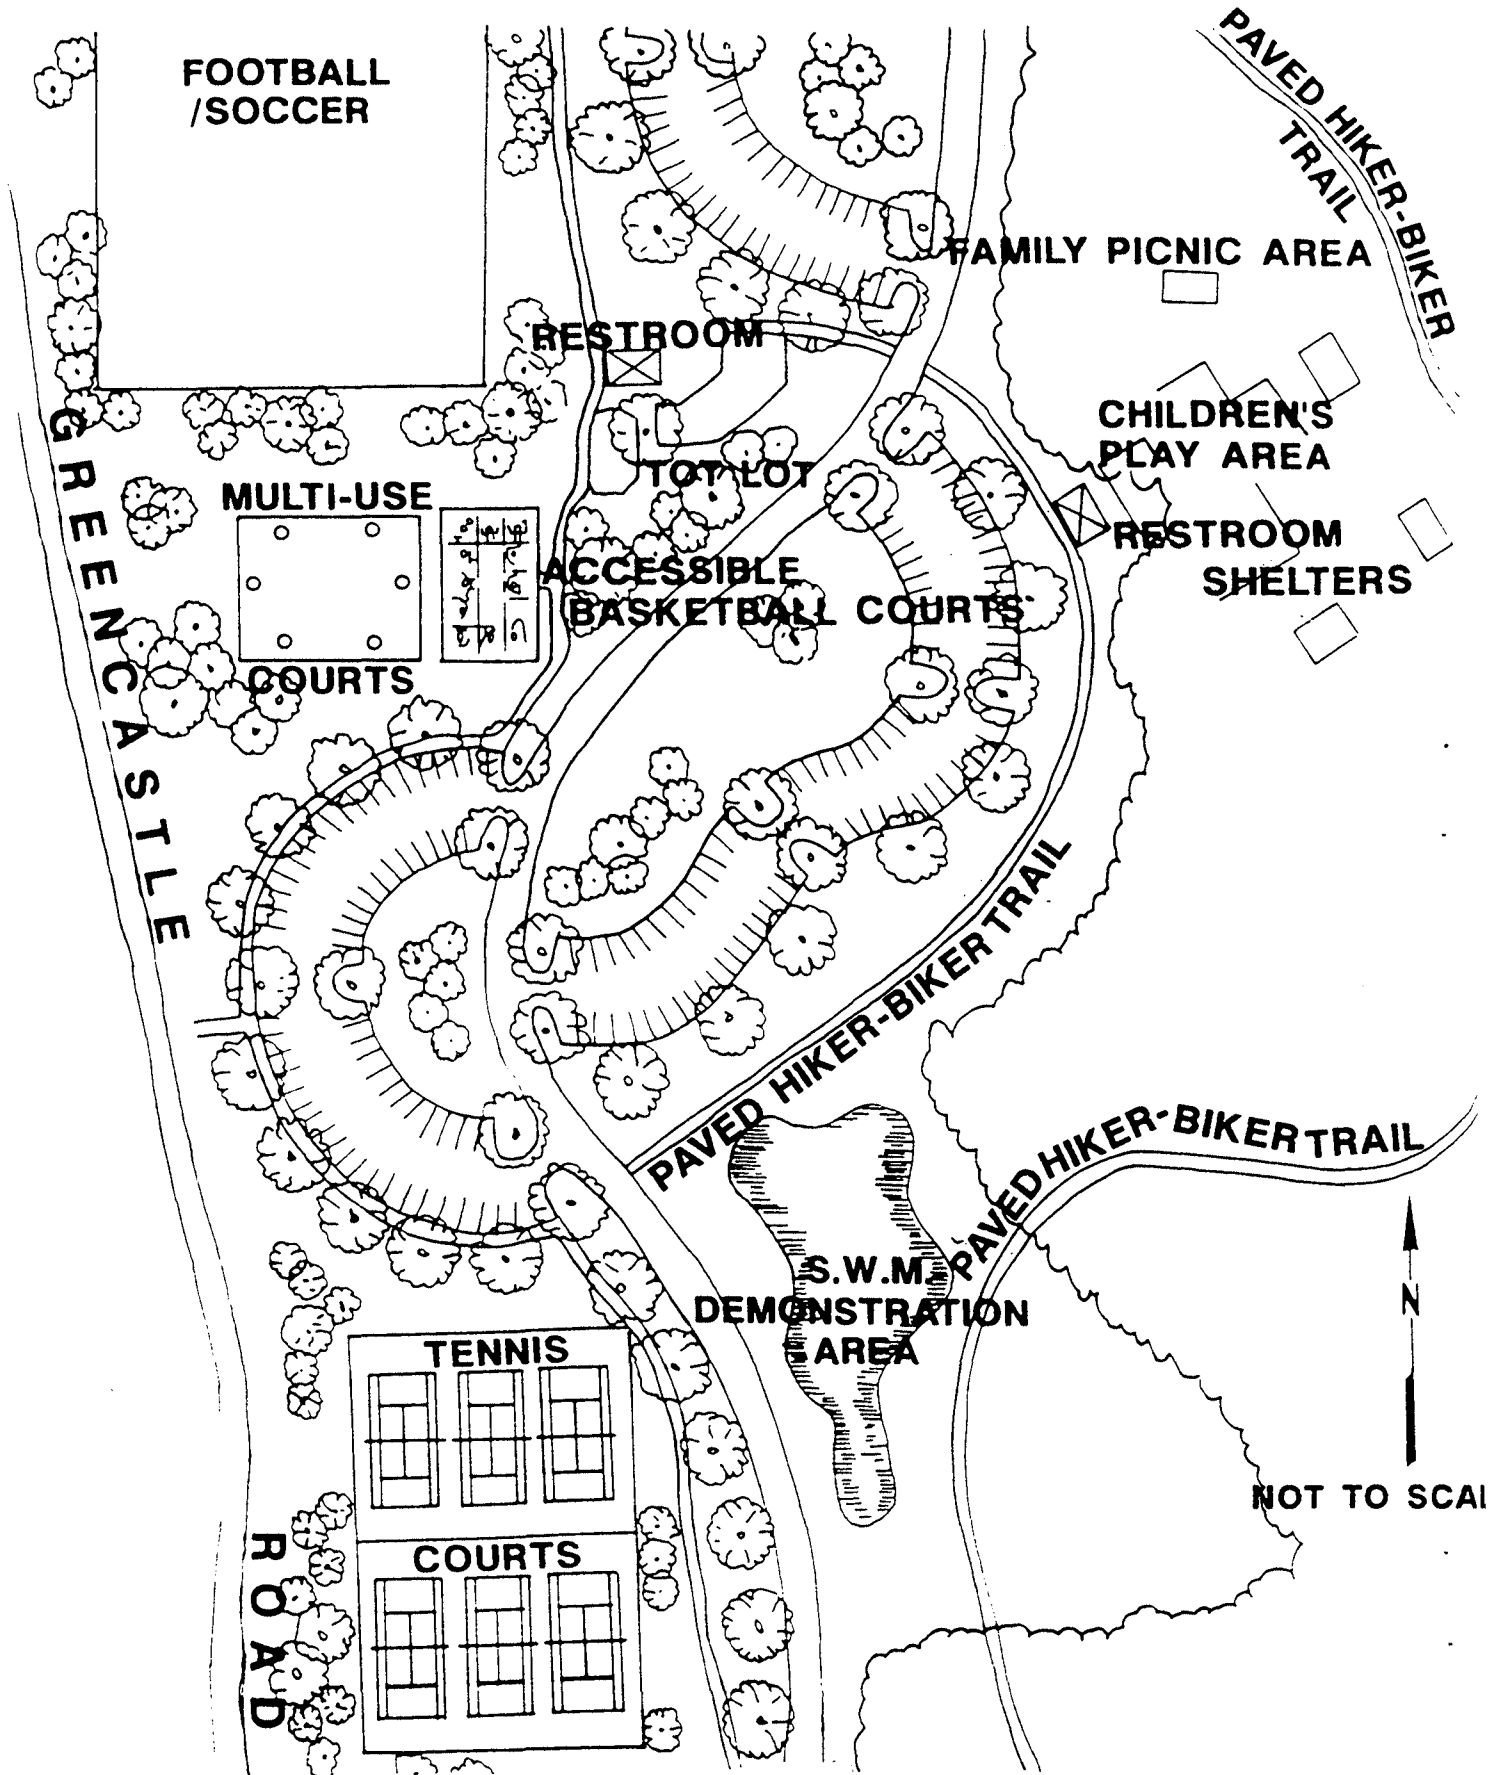 FOOTBALL
/SOCCER
PAVED HIKER-BIKER
TRAIL
FAMILY PICNIC AREA
RESTROOM
CHILDREN'S
PLAY AREA
TOT LOT
MULTI-USE
RESTROOM
ACCESSIBLE
SHELTERS
BASKETBALL COURTS
COURTS
GREENCASTLE
PAVED HIKER-BIKER TRAIL
PAVED HIKER-BIKER TRAIL
S.W.M.
DEMONSTRATION
AREA
N
TENNIS
NOT TO SCAL
COURTS
ROAD